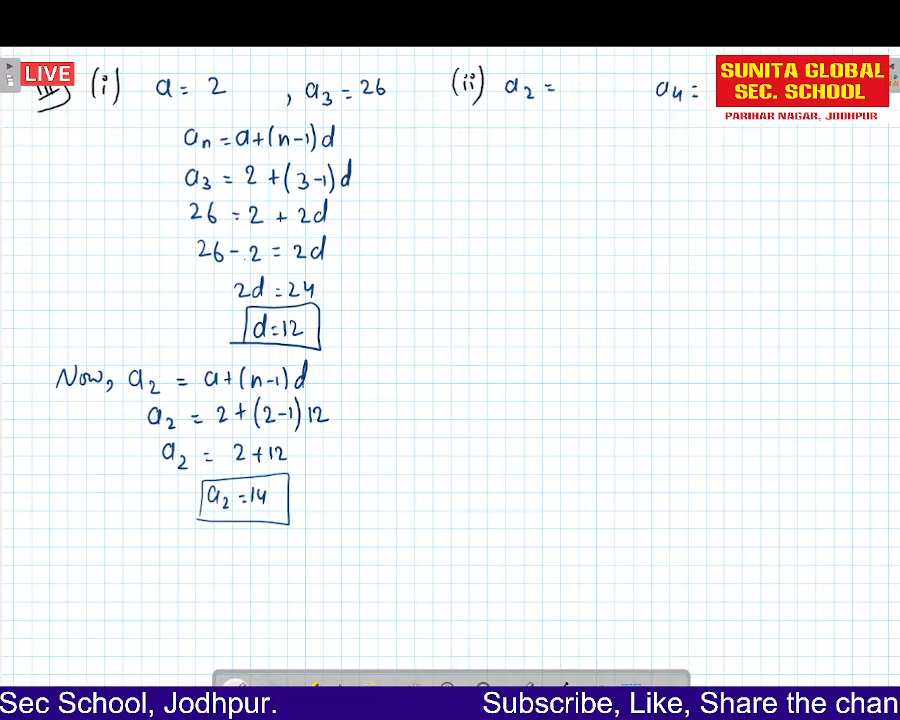 LIVE
III) (i) a = 2 , a3 = 26
an = a+(n-1)d
a3 = 2 +(3-1)d
26 = 2 + 2d
26 - 2 = 2d
2d = 24
d = 12
Now, a2 = a+(n-1)d
a2 = 2+(2-1)12
a2 = 2+12
a2 = 14
(ii) a2 = a4 =
SUNITA GLOBAL
SEC. SCHOOL
PARIHAR NAGAR, JODHPUR
Sec School, Jodhpur. Subscribe, Like, Share the chan